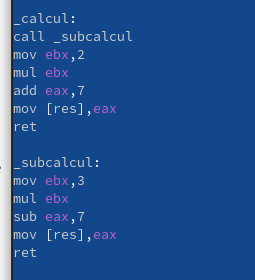 _calcul:
call _subcalcul
mov ebx,2
mul ebx
add eax,7
mov [res],eax
ret
_subcalcul:
mov ebx,3
mul ebx
sub eax,7
mov [res],eax
ret